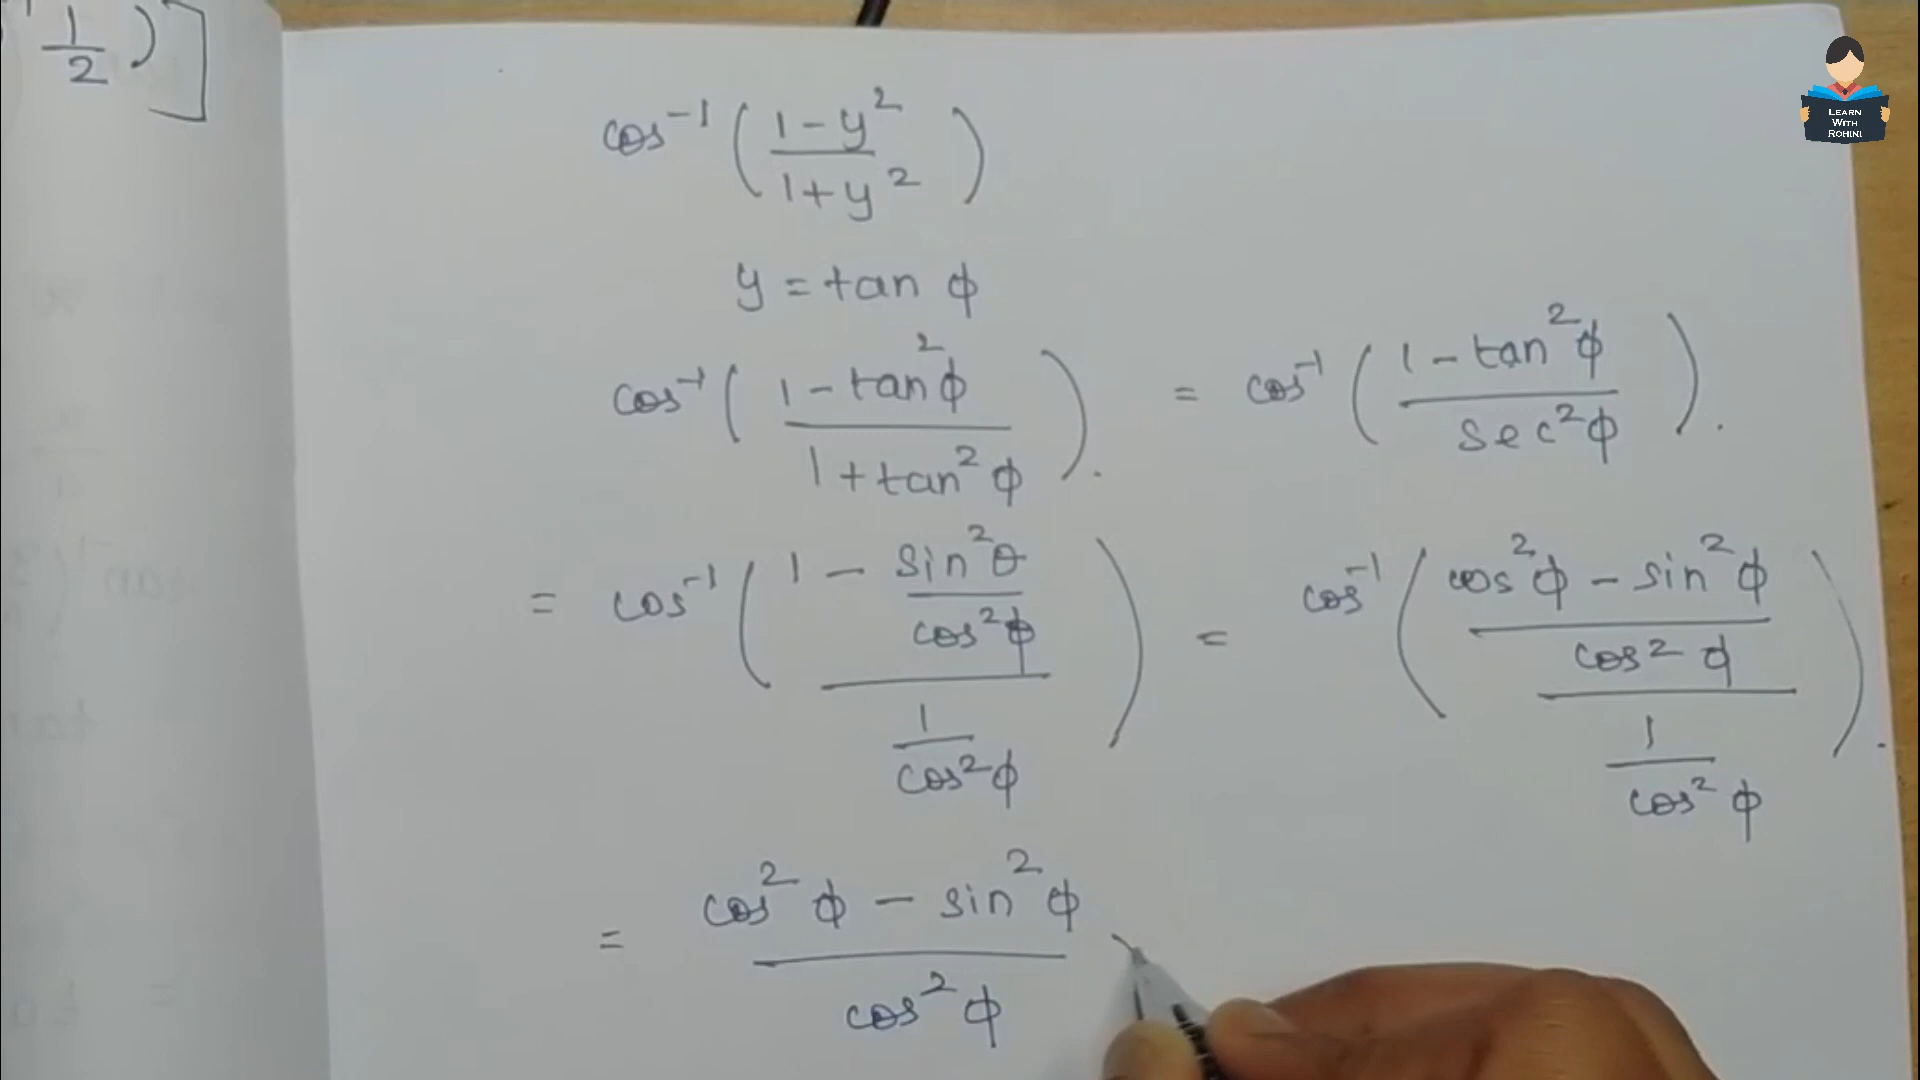 1/2 ) ]
LEARN
WITH
ROHINI
cos⁻¹ ( (1 - y²) / (1 + y²) )
y = tan ϕ
cos⁻¹ ( (1 - tan²ϕ) / (1 + tan²ϕ) ). = cos⁻¹ ( (1 - tan²ϕ) / (sec²ϕ) ).
= cos⁻¹ ( (1 - sin²θ / cos²ϕ) / (1 / cos²ϕ) ) = cos⁻¹ ( ((cos²ϕ - sin²ϕ) / cos²ϕ) / (1 / cos²ϕ) ).
= (cos²ϕ - sin²ϕ) / (cos²ϕ)